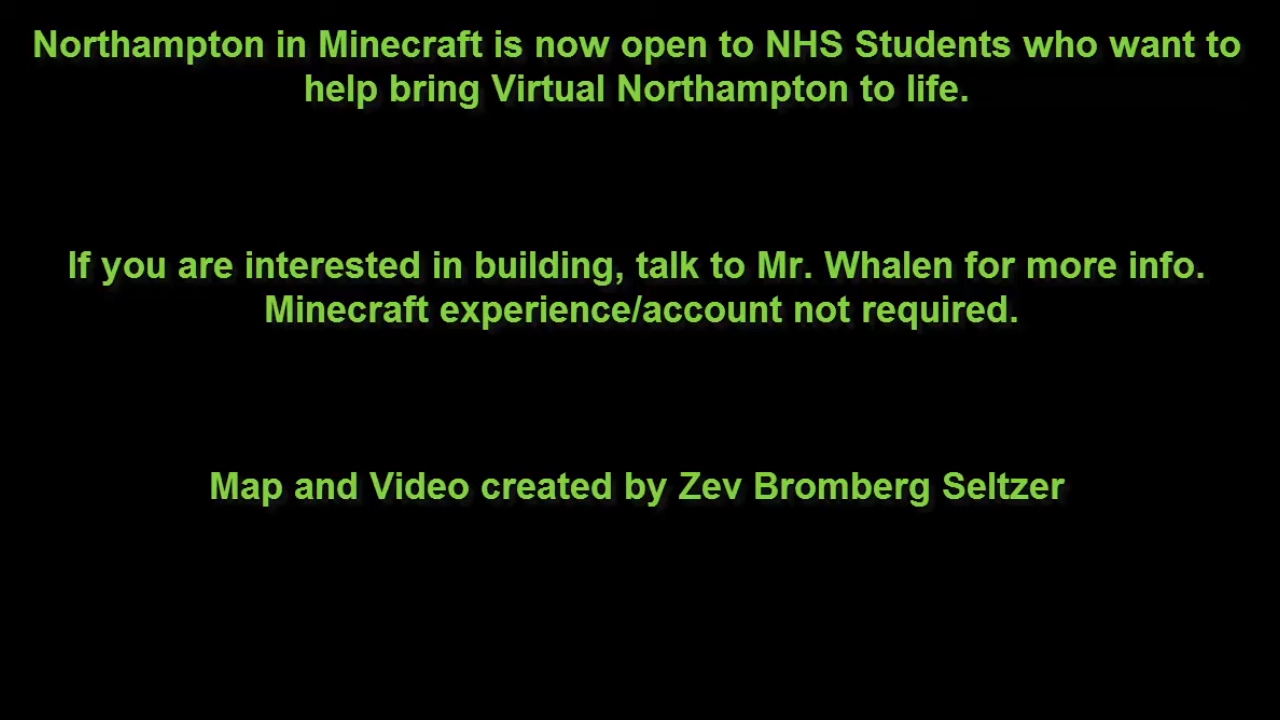 Northampton in Minecraft is now open to NHS Students who want to
help bring Virtual Northampton to life.
If you are interested in building, talk to Mr. Whalen for more info.
Minecraft experience/account not required.
Map and Video created by Zev Bromberg Seltzer